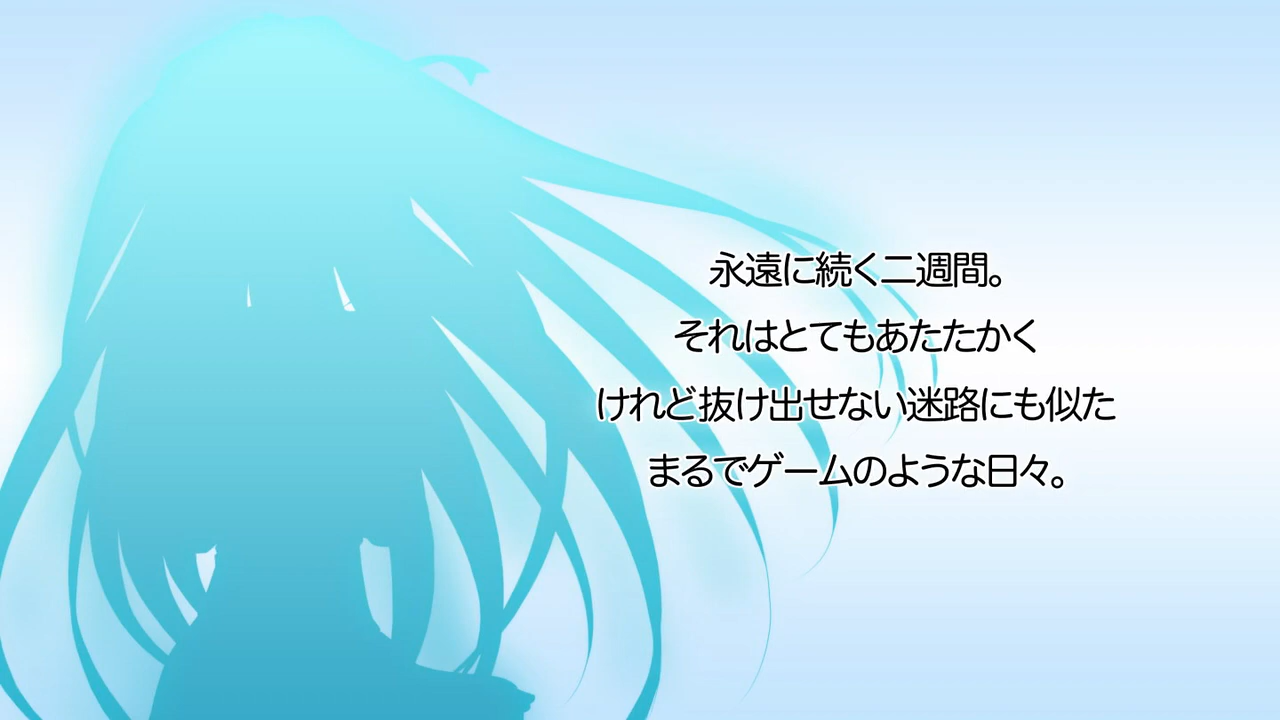 永遠に続く二週間。
それはとてもあたたかく
けれど抜け出せない迷路にも似た
まるでゲームのような日々。